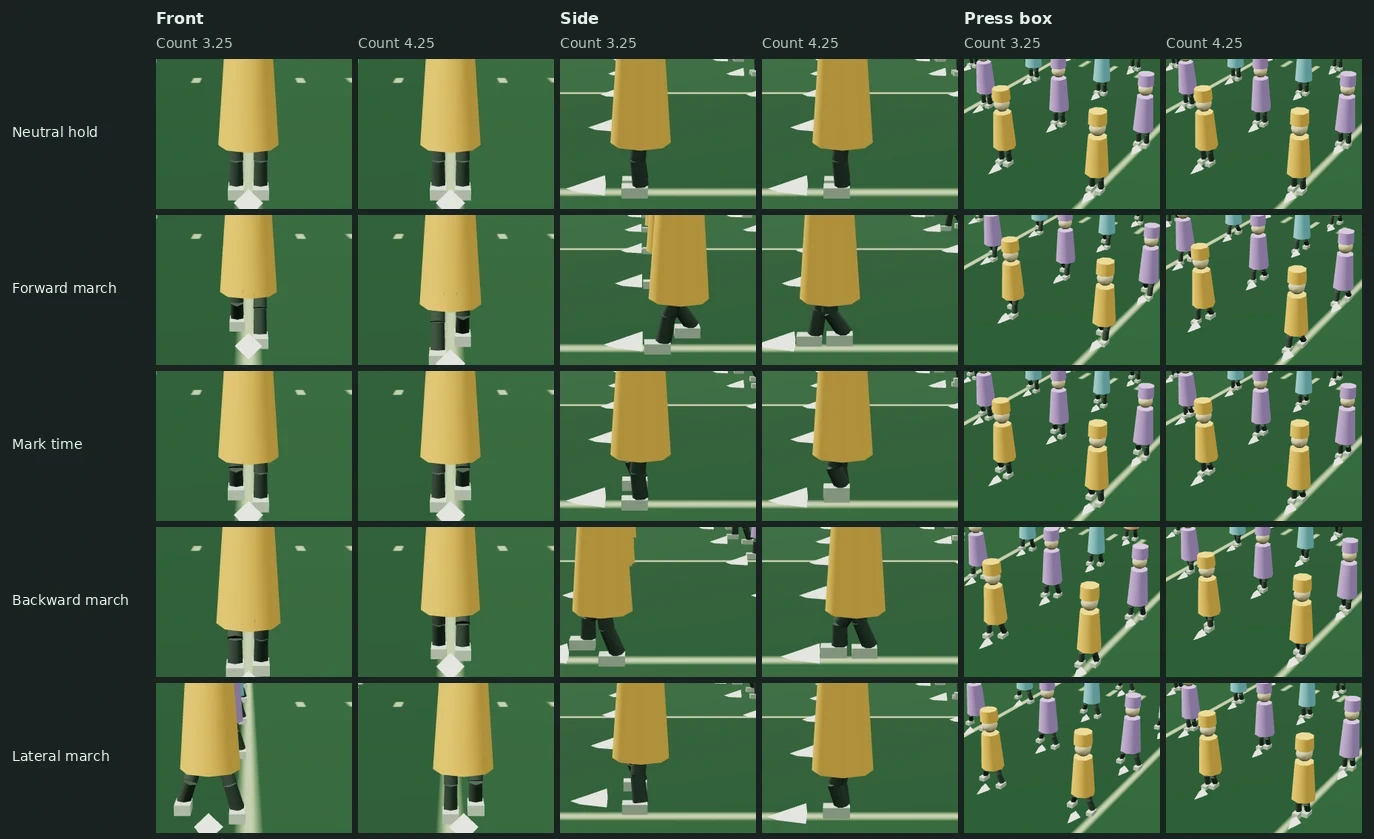 Front Side Press box
Count 3.25 Count 4.25 Count 3.25 Count 4.25 Count 3.25 Count 4.25
Neutral hold
Forward march
Mark time
Backward march
Lateral march